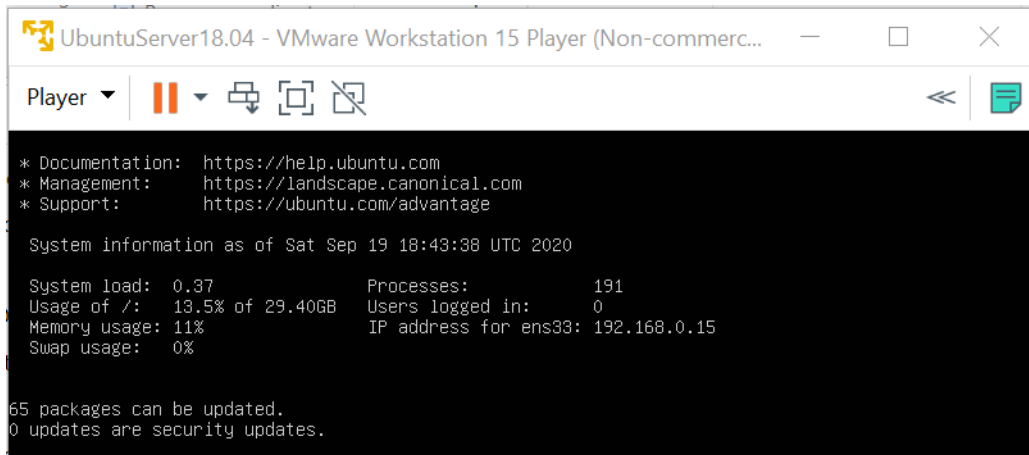 UbuntuServer18.04 - VMware Workstation 15 Player (Non-commerc...
Player
* Documentation:  https://help.ubuntu.com
* Management:     https://landscape.canonical.com
* Support:        https://ubuntu.com/advantage
System information as of Sat Sep 19 18:43:38 UTC 2020
System load:  0.37                Processes:            191
Usage of /:   13.5% of 29.40GB   Users logged in:      0
Memory usage: 11%                IP address for ens33: 192.168.0.15
Swap usage:   0%
65 packages can be updated.
0 updates are security updates.